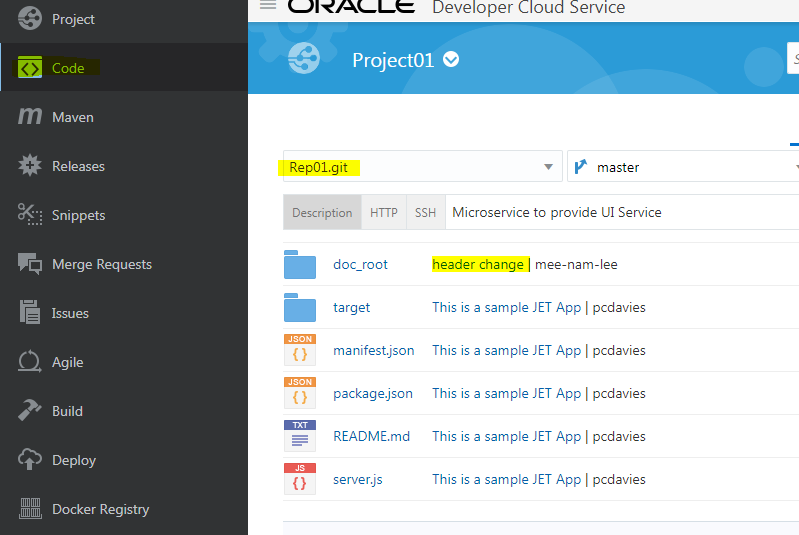 ORACLE Developer Cloud Service
Project
Project01
Code
Maven
Releases
Snippets
Merge Requests
Issues
Agile
Build
Deploy
Docker Registry
Rep01.git master
Description HTTP SSH Microservice to provide UI Service
doc_root header change | mee-nam-lee
target This is a sample JET App | pcdavies
JSON
manifest.json This is a sample JET App | pcdavies
JSON
package.json This is a sample JET App | pcdavies
TXT
README.md This is a sample JET App | pcdavies
JS
server.js This is a sample JET App | pcdavies